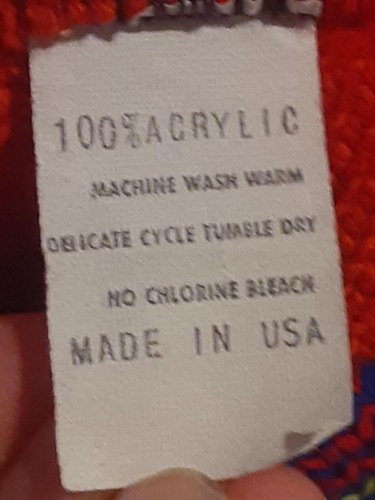 100% ACRYLIC
MACHINE WASH WARM
DELICATE CYCLE TUMBLE DRY
NO CHLORINE BLEACH
MADE IN USA